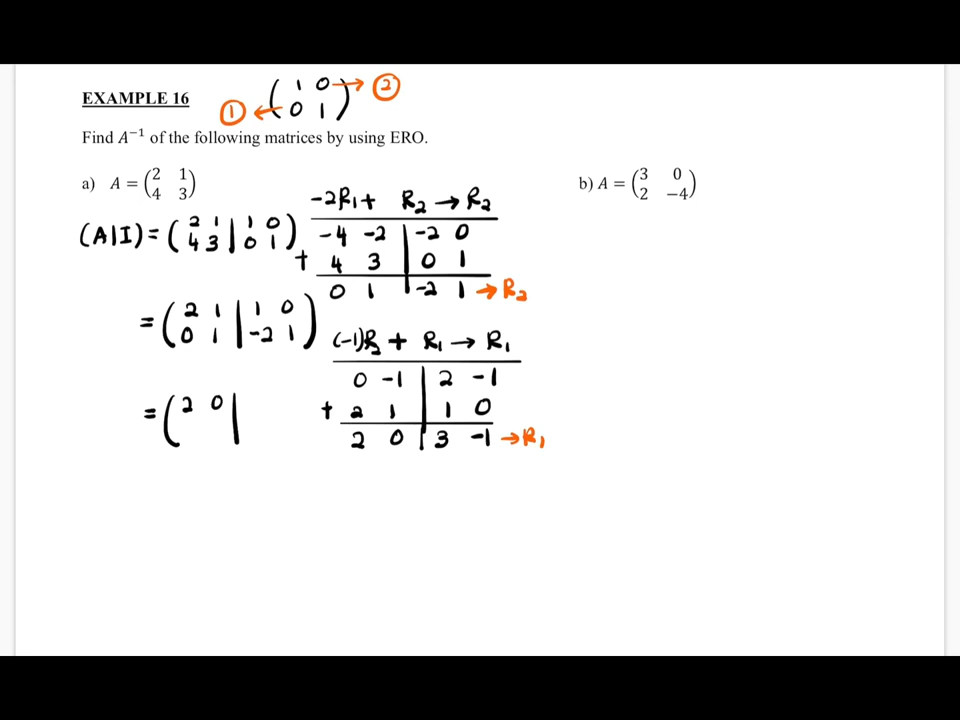 EXAMPLE 16
( 1 0 → ②
① ← 0 1 )
Find A⁻¹ of the following matrices by using ERO.
a) A = (2 1
4 3)
b) A = (3 0
2 −4)
-2R₁ + R₂ → R₂
(A|I) = (2 1 | 1 0
4 3 | 0 1)
-4 -2 | -2 0
+ 4 3 | 0 1
0 1 | -2 1 → R₂
= (2 1 | 1 0
0 1 | -2 1)
(-1)R₂ + R₁ → R₁
0 -1 | 2 -1
+ 2 1 | 1 0
2 0 | 3 -1 → R₁
= (2 0 |